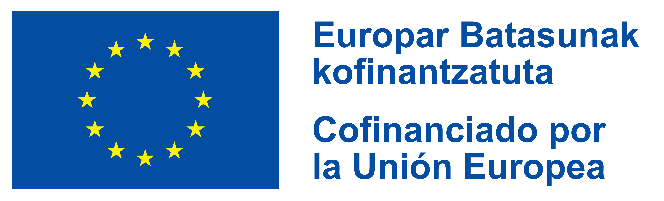 Europar Batasunak
kofinantzatuta
Cofinanciado por
la Unión Europea